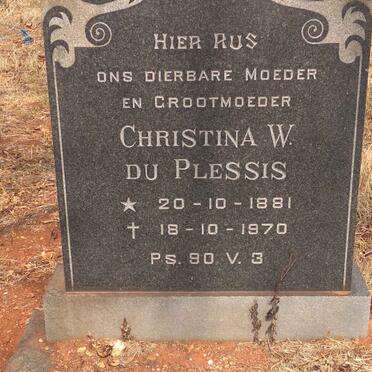 HIER RUS
ONS DIERBARE MOEDER
EN GROOTMOEDER
CHRISTINA W.
DU PLESSIS
★ 20-10-1881
✝ 18-10-1970
PS. 90 V. 3